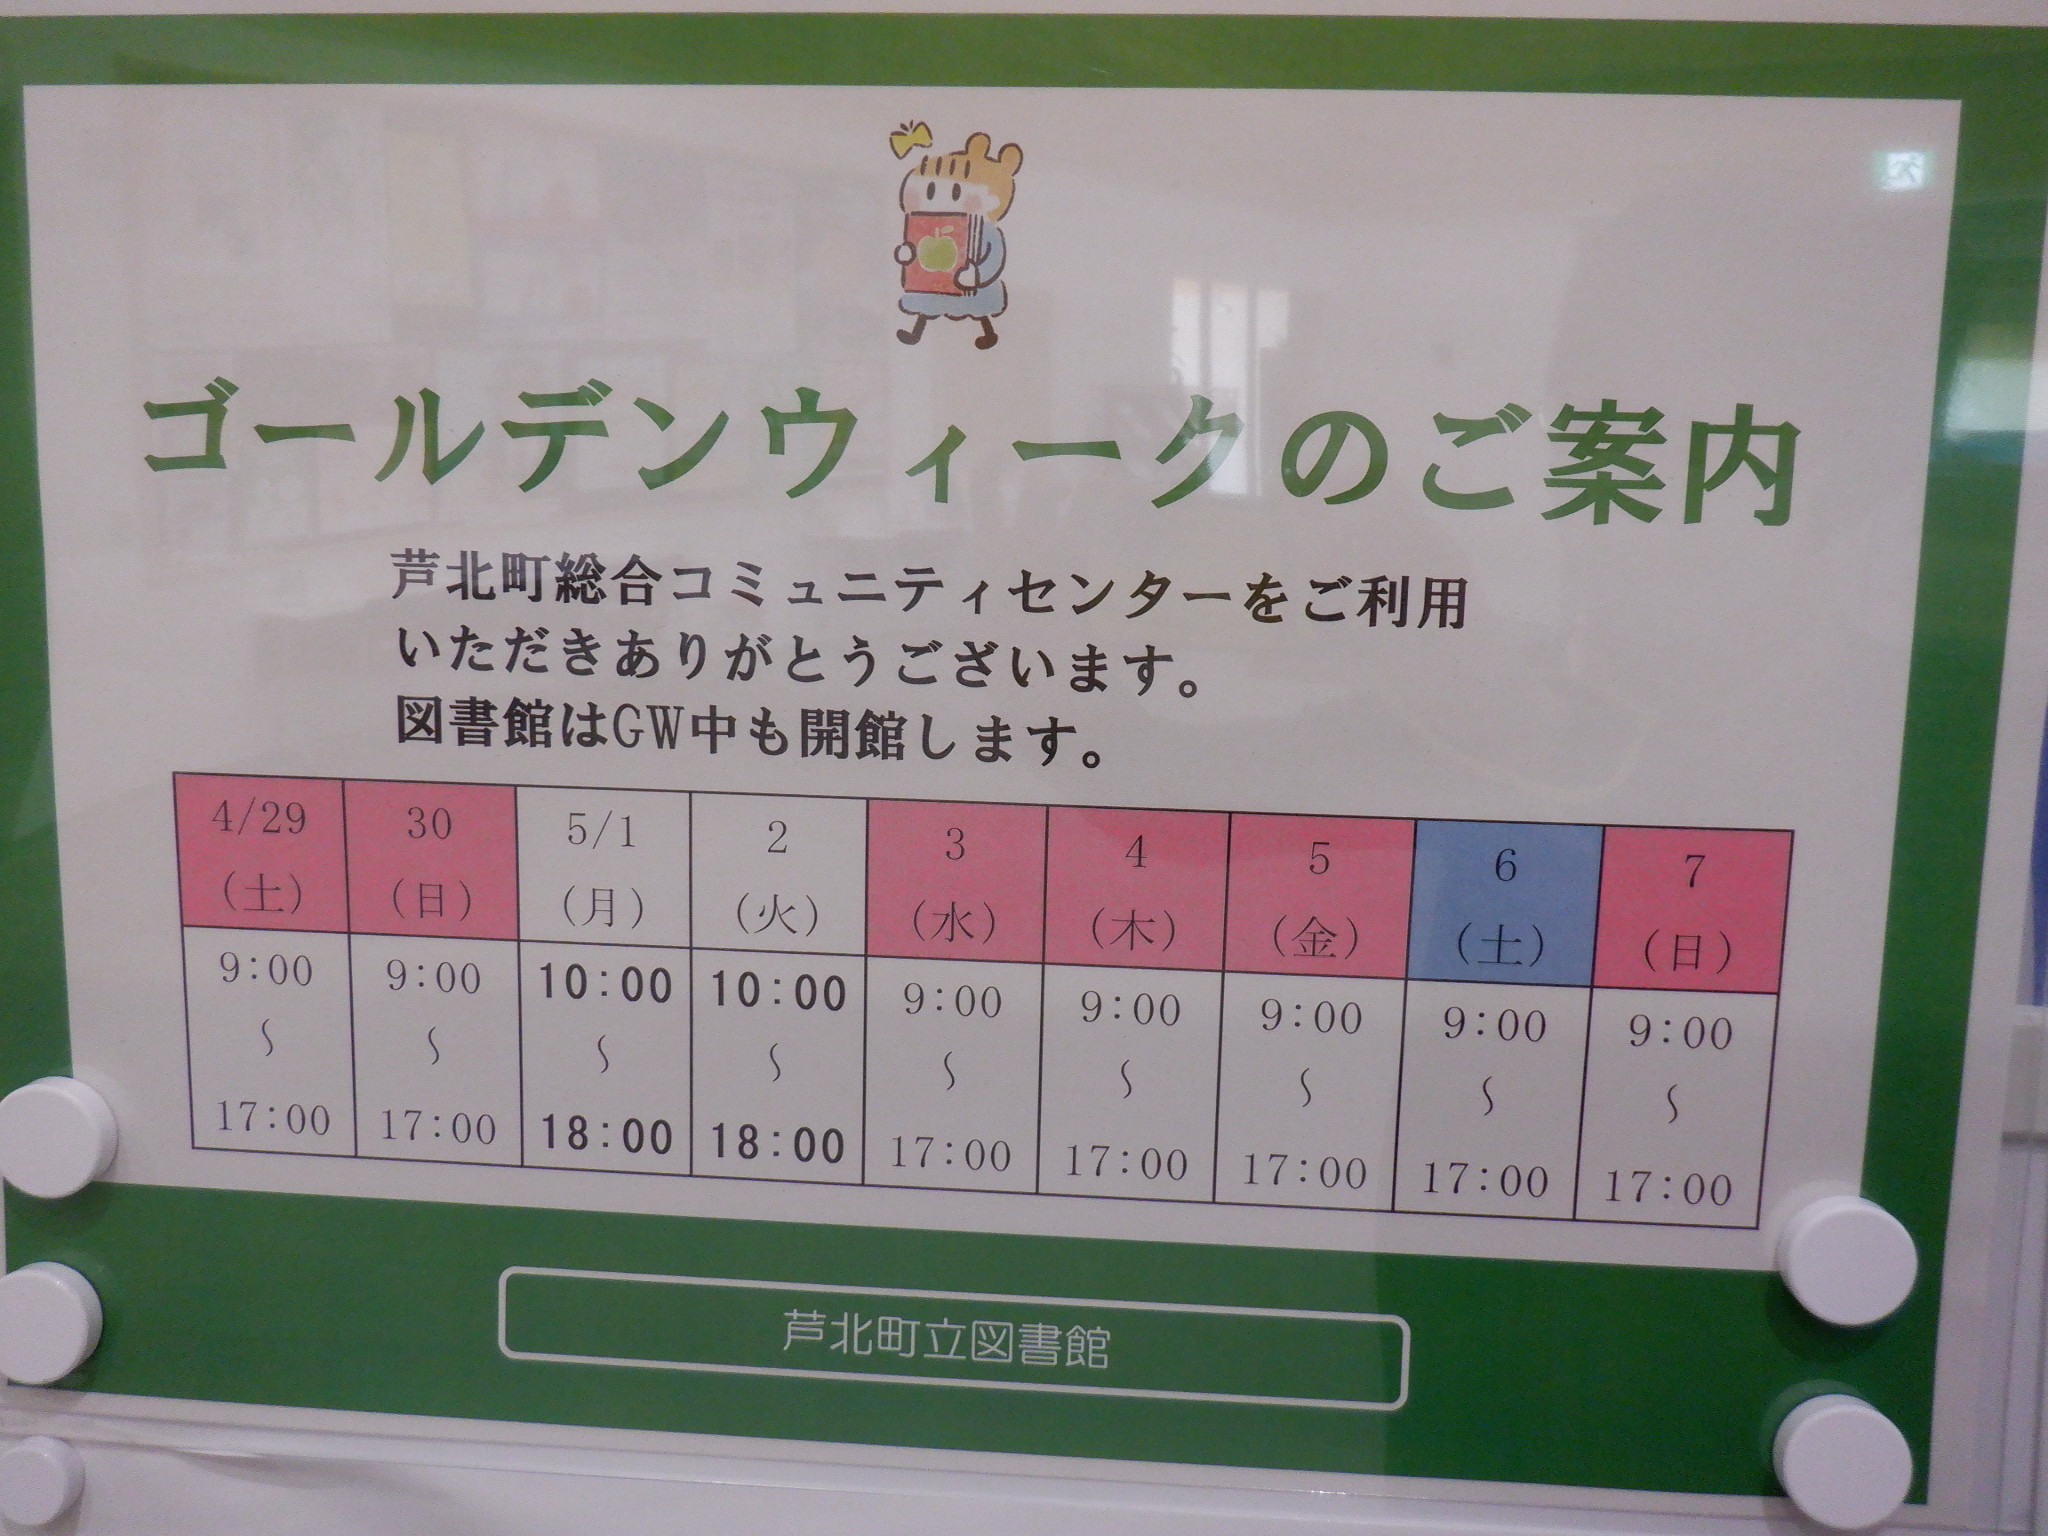 ゴールデンウィークのご案内
芦北町総合コミュニティセンターをご利用
いただきありがとうございます。
図書館はGW中も開館します。
4/29 30 5/1 2 3 4 5 6 7
(土) (日) (月) (火) (水) (木) (金) (土) (日)
9:00 9:00 10:00 10:00 9:00 9:00 9:00 9:00 9:00
～ ～ ～ ～ ～ ～ ～ ～ ～
17:00 17:00 18:00 18:00 17:00 17:00 17:00 17:00 17:00
芦北町立図書館